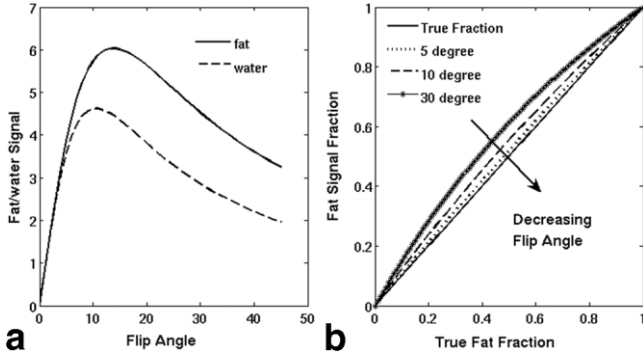 7
6
5
4
3
2
1
0
fat
water
Fat/water Signal
0 10 20 30 40 50
Flip Angle
a
1
0.8
0.6
0.4
0.2
0
True Fraction
5 degree
10 degree
30 degree
Decreasing
Flip Angle
Fat Signal Fraction
0.2 0.4 0.6 0.8 1
True Fat Fraction
b